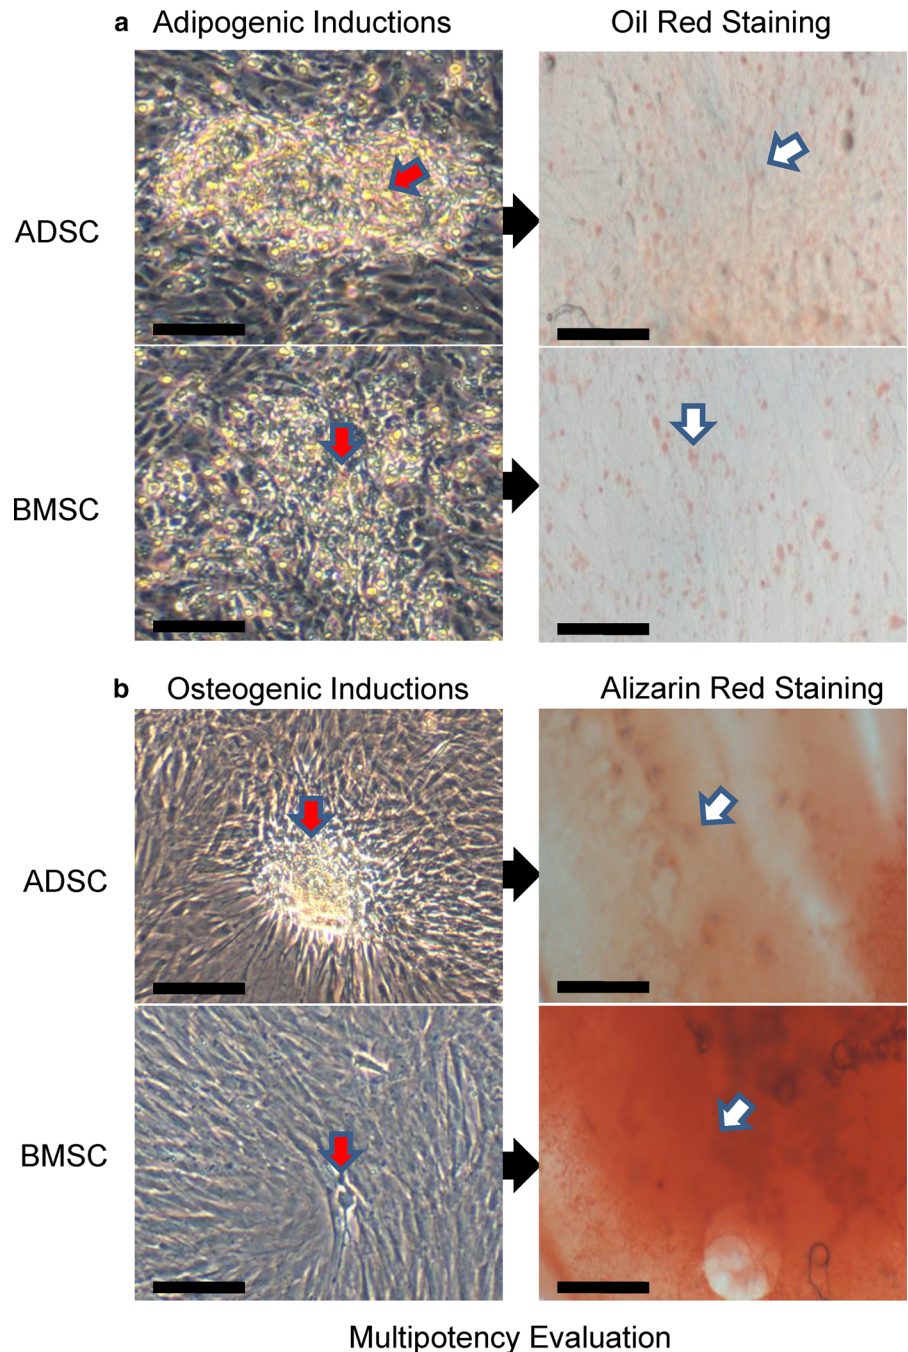 a Adipogenic Inductions Oil Red Staining
ADSC
BMSC
b Osteogenic Inductions Alizarin Red Staining
ADSC
BMSC
Multipotency Evaluation